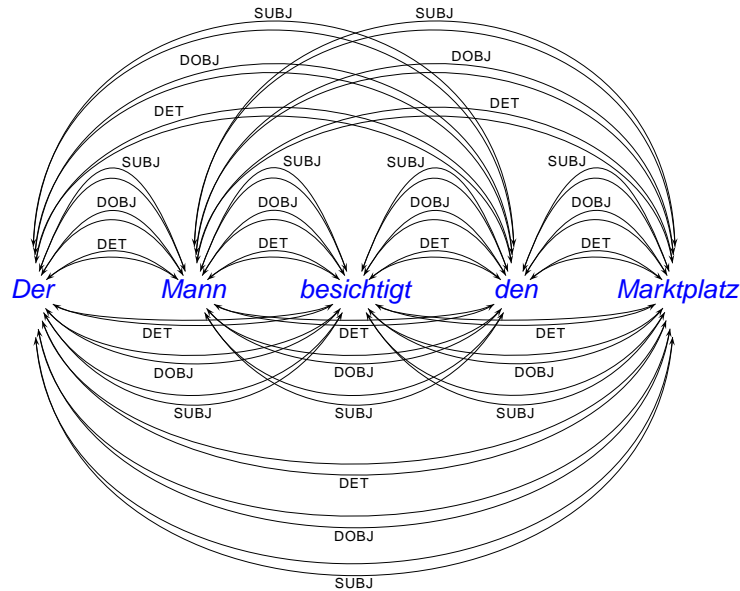 SUBJ SUBJ
DOBJ DOBJ
DET DET
SUBJ SUBJ SUBJ SUBJ
DOBJ DOBJ DOBJ DOBJ
DET DET DET DET
Der Mann besichtigt den Marktplatz
DET DET DET
DOBJ DOBJ DOBJ
SUBJ SUBJ SUBJ
DET
DOBJ
SUBJ